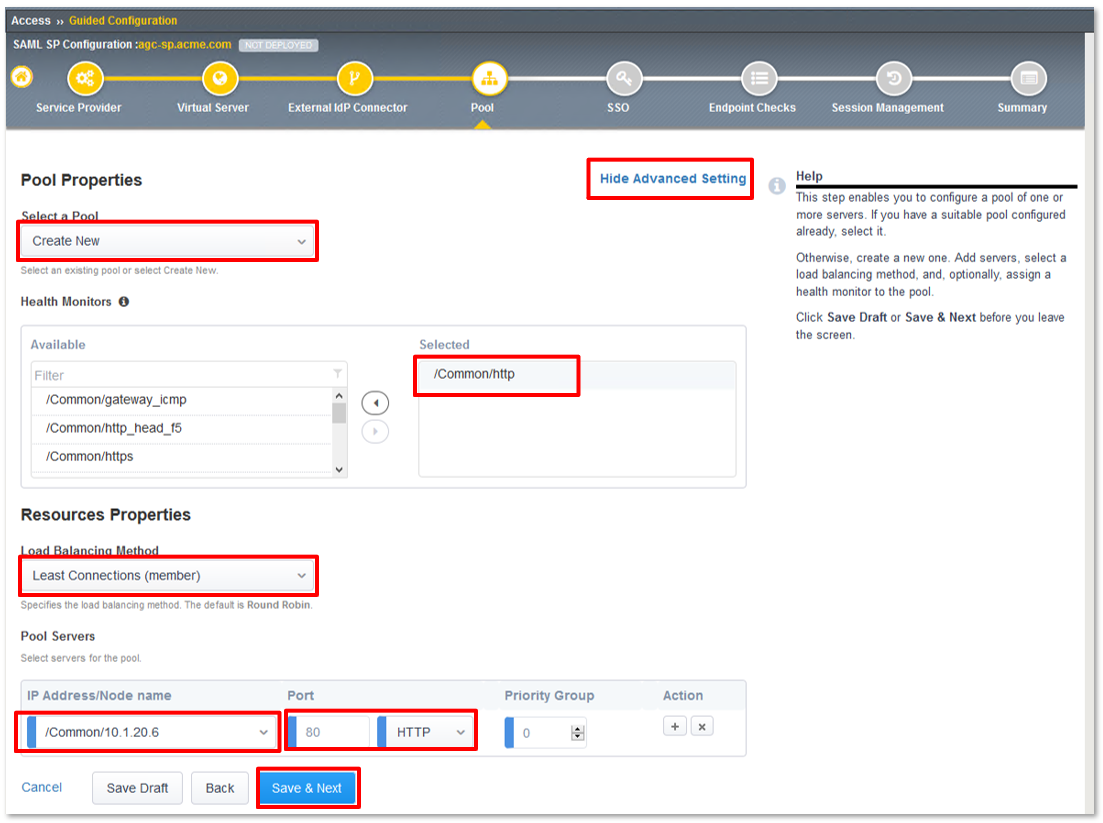 Access » Guided Configuration
SAML SP Configuration :agc-sp.acme.com NOT DEPLOYED
Service Provider
Virtual Server
External IdP Connector
Pool
SSO
Endpoint Checks
Session Management
Summary
Pool Properties
Hide Advanced Setting
Select a Pool
Create New
Select an existing pool or select Create New.
Health Monitors
Available
Filter
/Common/gateway_icmp
/Common/http_head_f5
/Common/https
Selected
/Common/http
Resources Properties
Load Balancing Method
Least Connections (member)
Specifies the load balancing method. The default is Round Robin.
Pool Servers
Select servers for the pool.
IP Address/Node name Port Priority Group Action
/Common/10.1.20.6 80 HTTP 0 + x
Cancel Save Draft Back Save & Next
Help
This step enables you to configure a pool of one or
more servers. If you have a suitable pool configured
already, select it.
Otherwise, create a new one. Add servers, select a
load balancing method, and, optionally, assign a
health monitor to the pool.
Click Save Draft or Save & Next before you leave
the screen.